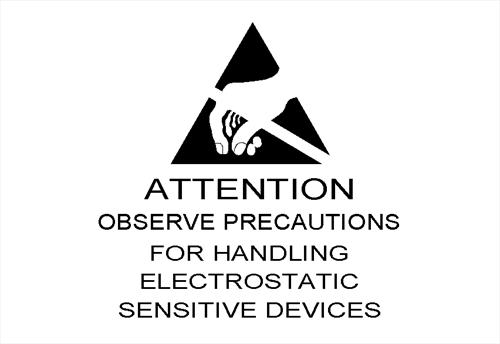 ATTENTION
OBSERVE PRECAUTIONS
FOR HANDLING
ELECTROSTATIC
SENSITIVE DEVICES